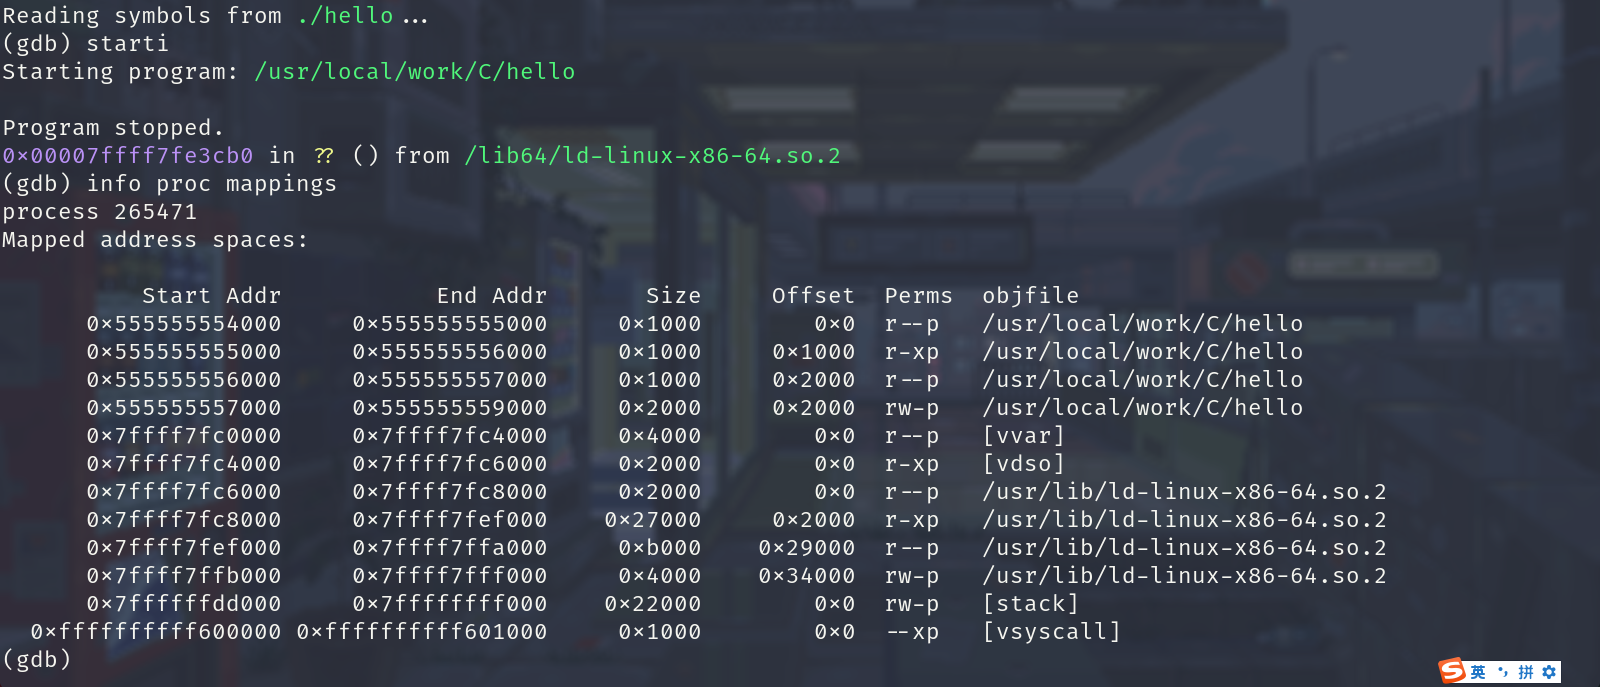 Reading symbols from ./hello...
(gdb) starti
Starting program: /usr/local/work/C/hello
Program stopped.
0x00007ffff7fe3cb0 in ?? () from /lib64/ld-linux-x86-64.so.2
(gdb) info proc mappings
process 265471
Mapped address spaces:
Start Addr End Addr Size Offset Perms objfile
0x555555554000 0x555555555000 0x1000 0x0 r--p /usr/local/work/C/hello
0x555555555000 0x555555556000 0x1000 0x1000 r-xp /usr/local/work/C/hello
0x555555556000 0x555555557000 0x1000 0x2000 r--p /usr/local/work/C/hello
0x555555557000 0x555555559000 0x2000 0x2000 rw-p /usr/local/work/C/hello
0x7ffff7fc0000 0x7ffff7fc4000 0x4000 0x0 r--p [vvar]
0x7ffff7fc4000 0x7ffff7fc6000 0x2000 0x0 r-xp [vdso]
0x7ffff7fc6000 0x7ffff7fc8000 0x2000 0x0 r--p /usr/lib/ld-linux-x86-64.so.2
0x7ffff7fc8000 0x7ffff7fef000 0x27000 0x2000 r-xp /usr/lib/ld-linux-x86-64.so.2
0x7ffff7fef000 0x7ffff7ffa000 0xb000 0x29000 r--p /usr/lib/ld-linux-x86-64.so.2
0x7ffff7ffb000 0x7ffff7fff000 0x4000 0x34000 rw-p /usr/lib/ld-linux-x86-64.so.2
0x7ffffffdd000 0x7ffffffff000 0x22000 0x0 rw-p [stack]
0xffffffffff600000 0xffffffffff601000 0x1000 0x0 --xp [vsyscall]
(gdb)
S 英 拼